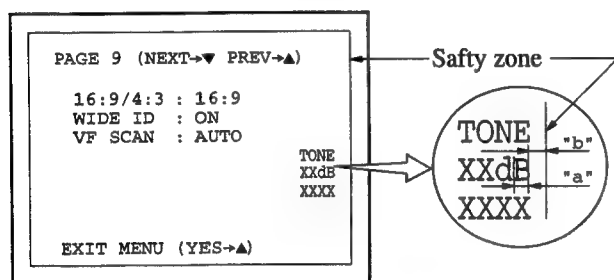 PAGE 9 (NEXT→▼ PREV→▲)
Safty zone
16:9/4:3 : 16:9
WIDE ID : ON
VF SCAN : AUTO
TONE
XXdB
XXXX
TONE
"b"
XXdB
"a"
XXXX
EXIT MENU (YES→▲)